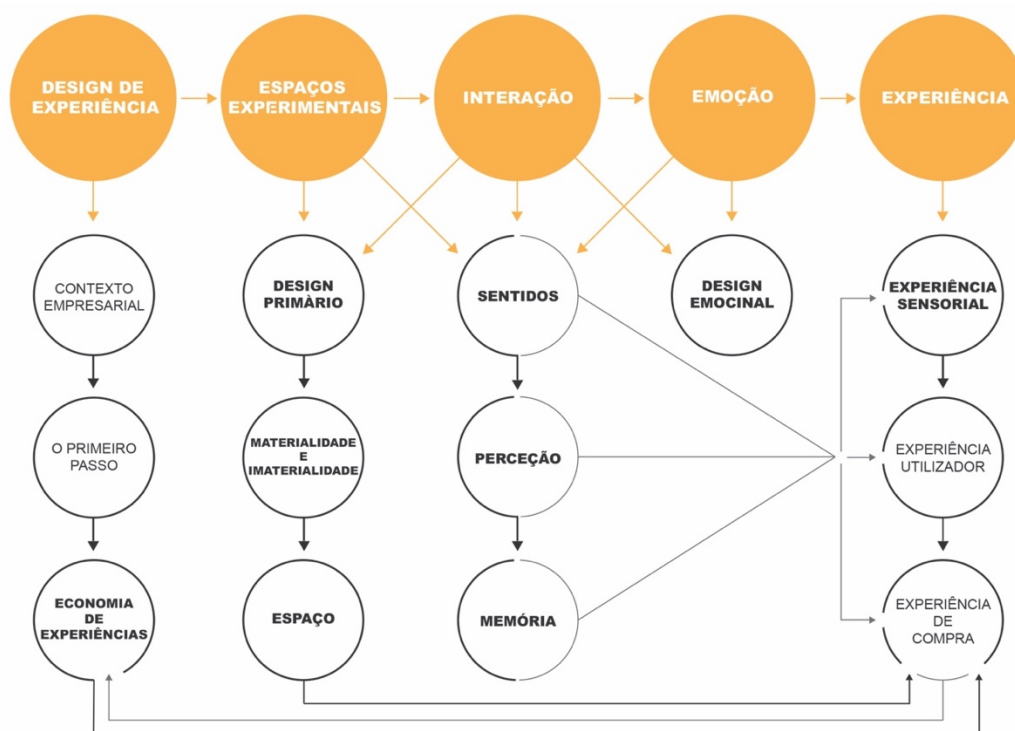 DESIGN DE
EXPERIÊNCIA
ESPAÇOS
EXPERIMENTAIS
INTERAÇÃO
EMOÇÃO
EXPERIÊNCIA
CONTEXTO
EMPRESARIAL
DESIGN
PRIMÀRIO
SENTIDOS
DESIGN
EMOCINAL
EXPERIÊNCIA
SENSORIAL
O PRIMEIRO
PASSO
MATERIALIDADE
E
IMATERIALIDADE
PERCEÇÃO
EXPERIÊNCIA
UTILIZADOR
ECONOMIA
DE
EXPERIÊNCIAS
ESPAÇO
MEMÓRIA
EXPERIÊNCIA
DE
COMPRA